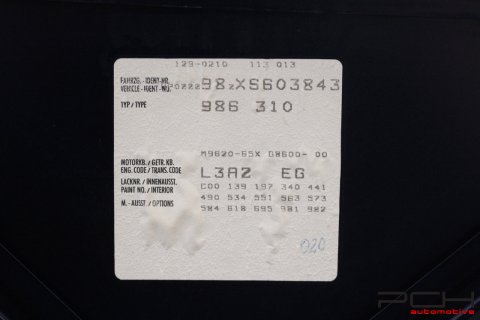 129-0210 113 013
FAHRZG.-IDENT-NR.
VEHICLE-IDENT-NO. 98ZXS603843
TYP/TYPE 986 310
MOTORKB./GETR.KB. M9620-65X G8600-00
ENG.CODE/TRANS.CODE
LACKNR./INNENAUSST. L3AZ EG
PAINT NO./INTERIOR C00 139 197 340 441
M.-AUSST./OPTIONS 490 534 551 563 573
584 618 695 981 982
020
PCH
automotive